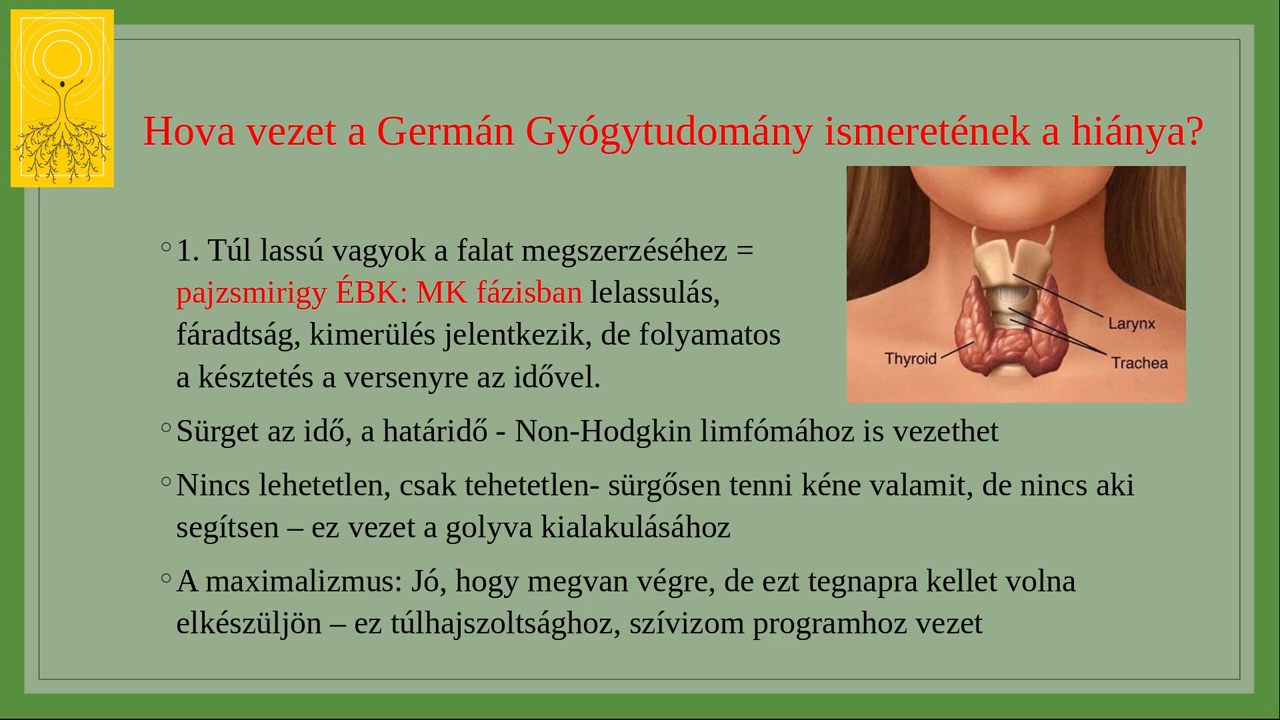 Hova vezet a Germán Gyógytudomány ismeretének a hiánya?
1. Túl lassú vagyok a falat megszerzéséhez =
pajzsmirigy ÉBK: MK fázisban lelassulás,
fáradtság, kimerülés jelentkezik, de folyamatos
a késztetés a versenyre az idővel.
Larynx
Thyroid
Trachea
Sürget az idő, a határidő - Non-Hodgkin limfómához is vezethet
Nincs lehetetlen, csak tehetetlen- sürgősen tenni kéne valamit, de nincs aki
segítsen – ez vezet a golyva kialakulásához
A maximalizmus: Jó, hogy megvan végre, de ezt tegnapra kellet volna
elkészüljön – ez túlhajszoltsághoz, szívizom programhoz vezet